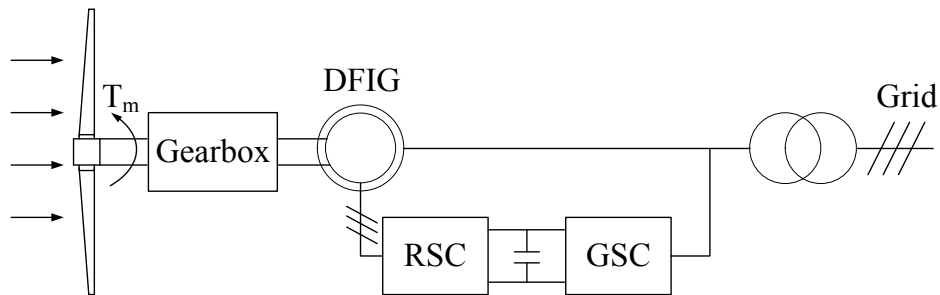 DFIG
T_m
Grid
Gearbox
RSC
GSC